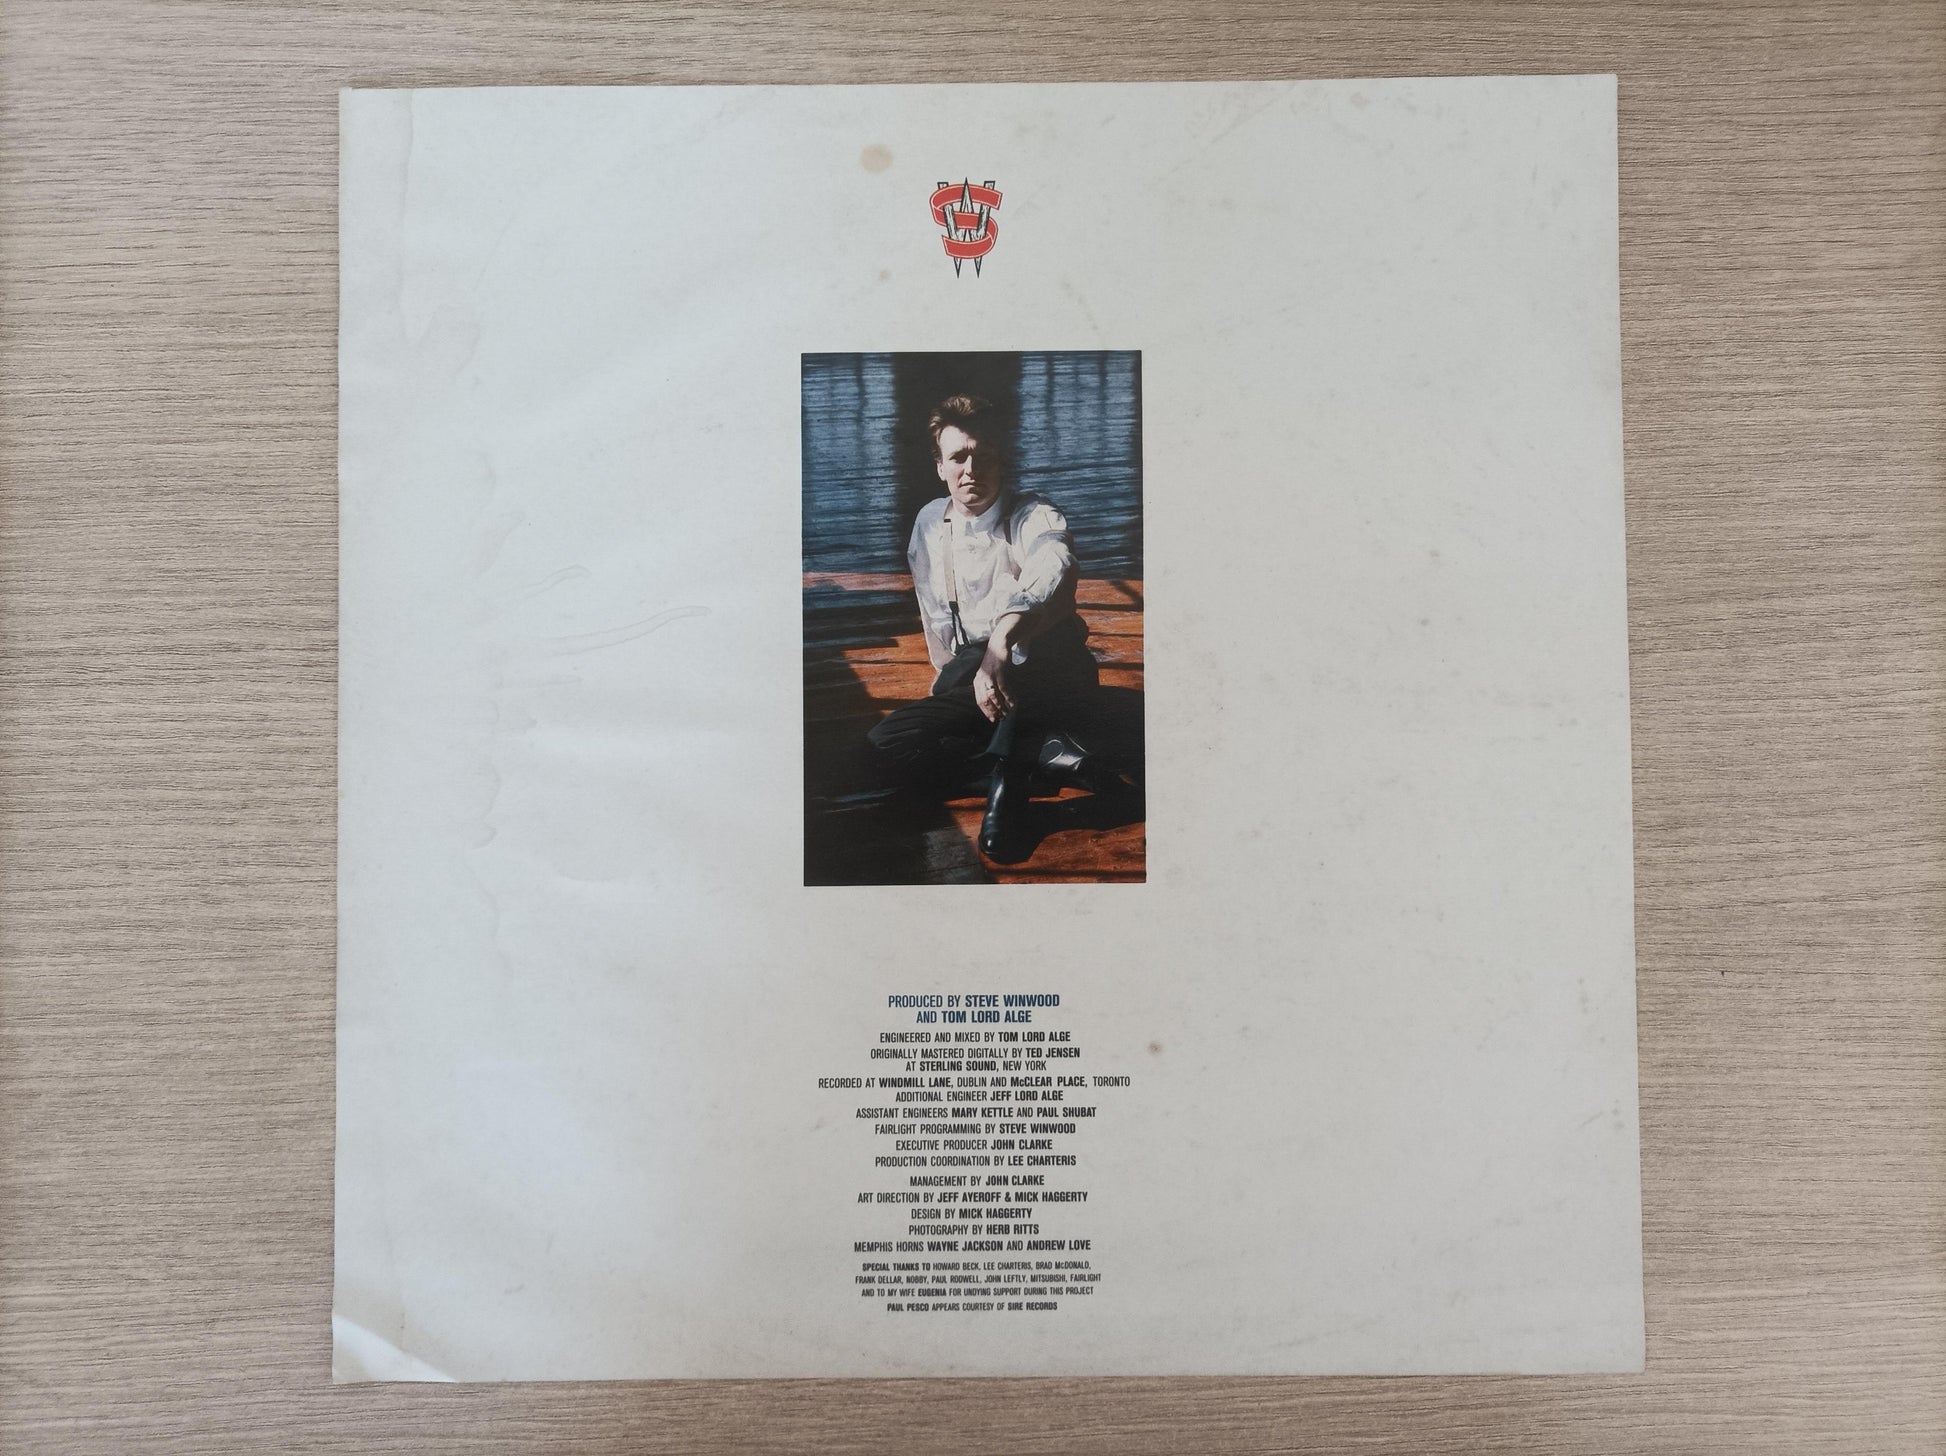 SW
PRODUCED BY STEVE WINWOOD
AND TOM LORD ALGE
ENGINEERED AND MIXED BY TOM LORD ALGE
ORIGINALLY MASTERED DIGITALLY BY TED JENSEN
AT STERLING SOUND, NEW YORK
RECORDED AT WINDMILL LANE, DUBLIN AND McCLEAR PLACE, TORONTO
ADDITIONAL ENGINEER JEFF LORD ALGE
ASSISTANT ENGINEERS MARY KETTLE AND PAUL SHUBAT
FAIRLIGHT PROGRAMMING BY STEVE WINWOOD
EXECUTIVE PRODUCER JOHN CLARKE
PRODUCTION COORDINATION BY LEE CHARTERIS
MANAGEMENT BY JOHN CLARKE
ART DIRECTION BY JEFF AYEROFF & MICK HAGGERTY
DESIGN BY MICK HAGGERTY
PHOTOGRAPHY BY HERB RITTS
MEMPHIS HORNS WAYNE JACKSON AND ANDREW LOVE
SPECIAL THANKS TO HOWARD BECK, LEE CHARTERIS, BRAD McDONALD,
FRANK DELLAR, NOBBY, PAUL RODWELL, JOHN LEFTLY, MITSUBISHI, FAIRLIGHT
AND TO MY WIFE EUGENIA FOR UNDYING SUPPORT DURING THIS PROJECT
PAUL PESCO APPEARS COURTESY OF SIRE RECORDS